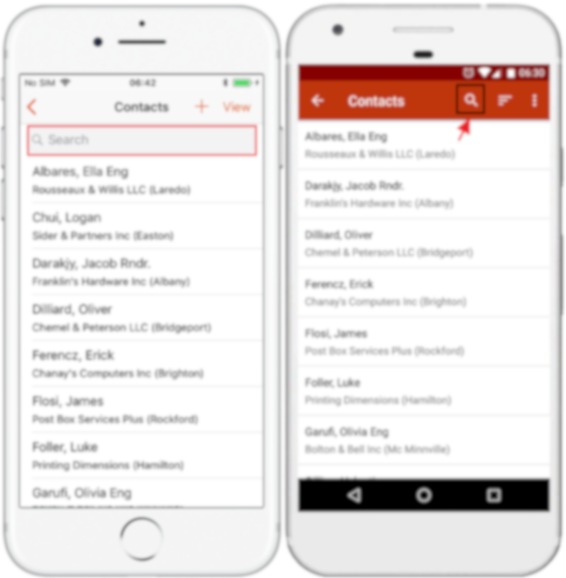 No SIM 06:42
Contacts + View
Search
Albares, Ella Eng
Rousseaux & Willis LLC (Laredo)
Chui, Logan
Sider & Partners Inc (Easton)
Darakjy, Jacob Rndr.
Franklin's Hardware Inc (Albany)
Dilliard, Oliver
Chemel & Peterson LLC (Bridgeport)
Ferencz, Erick
Chanay's Computers Inc (Brighton)
Flosi, James
Post Box Services Plus (Rockford)
Foller, Luke
Printing Dimensions (Hamilton)
Garufi, Olivia Eng
06:30
Contacts
Albares, Ella Eng
Rousseaux & Willis LLC (Laredo)
Darakjy, Jacob Rndr.
Franklin's Hardware Inc (Albany)
Dilliard, Oliver
Chemel & Peterson LLC (Bridgeport)
Ferencz, Erick
Chanay's Computers Inc (Brighton)
Flosi, James
Post Box Services Plus (Rockford)
Foller, Luke
Printing Dimensions (Hamilton)
Garufi, Olivia Eng
Bolton & Bell Inc (Mc Minnville)